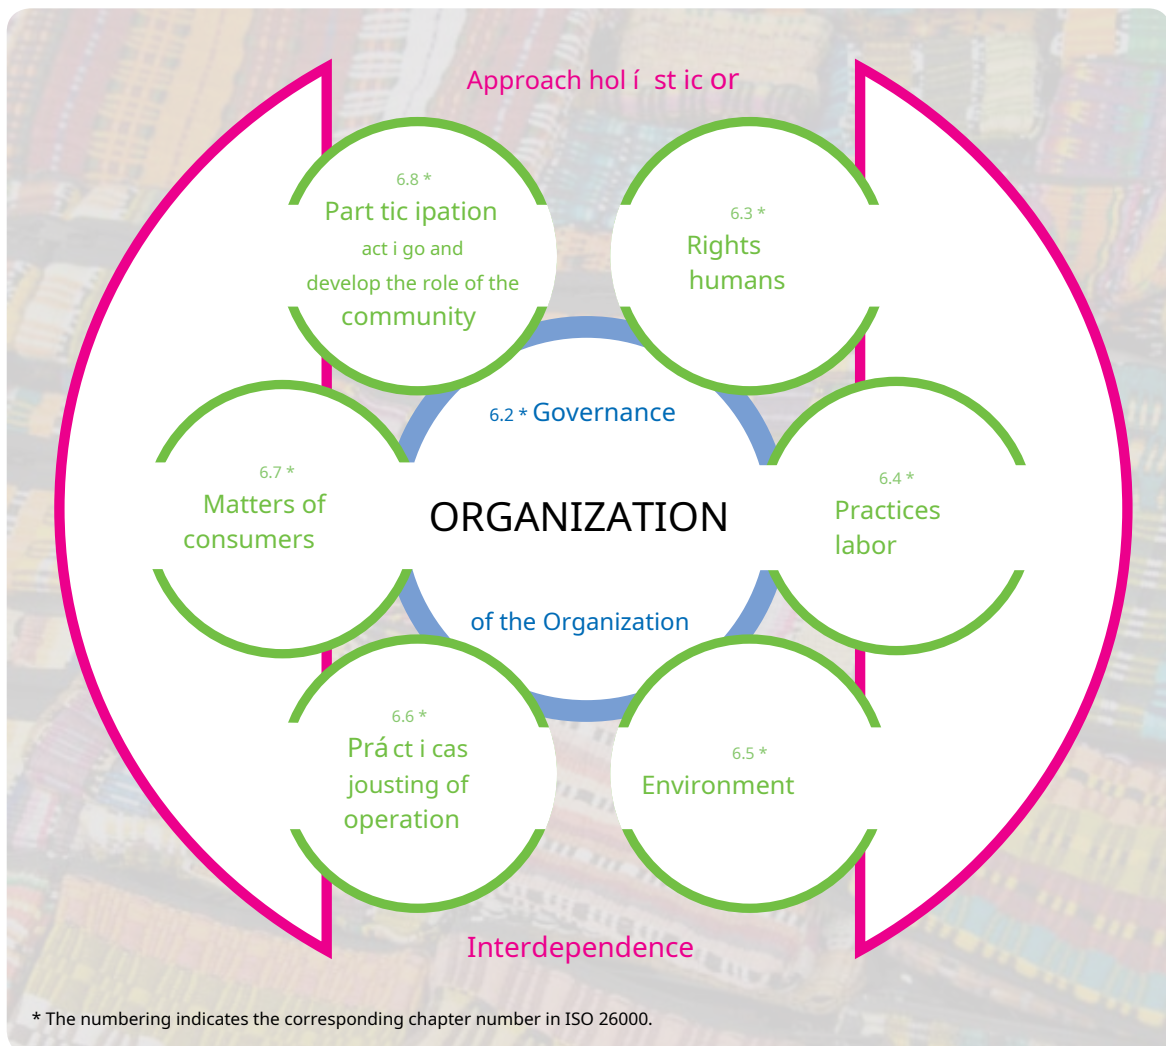 Approach hol í st ic or
6.8 *
Part tic ipation
act i go and
develop the role of the
community
6.3 *
Rights
humans
6.2 * Governance
6.7 *
Matters of
consumers
ORGANIZATION
6.4 *
Practices
labor
of the Organization
6.6 *
Prá ct i cas
jousting of
operation
6.5 *
Environment
Interdependence
* The numbering indicates the corresponding chapter number in ISO 26000.